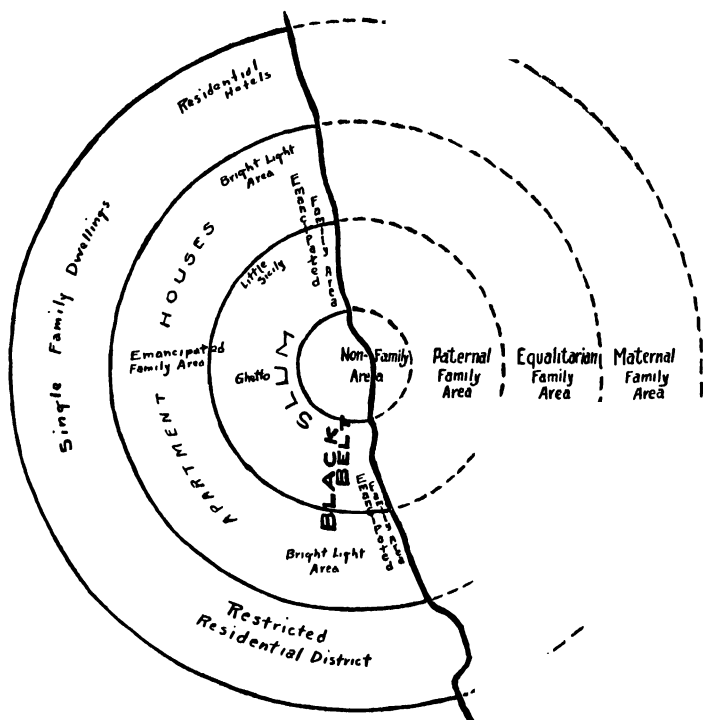 Residential
Hotels
Bright Light
Area
Emancipated
Family Area
Single Family Dwellings
APARTMENT HOUSES
Little
Sicily
Emancipated
Family Area
Ghetto
SLUM
Non-Family
Area
Paternal
Family
Area
Equalitarian
Family
Area
Maternal
Family
Area
BLACK
BELT
Emancipated
Family Area
Bright Light
Area
Restricted
Residential District